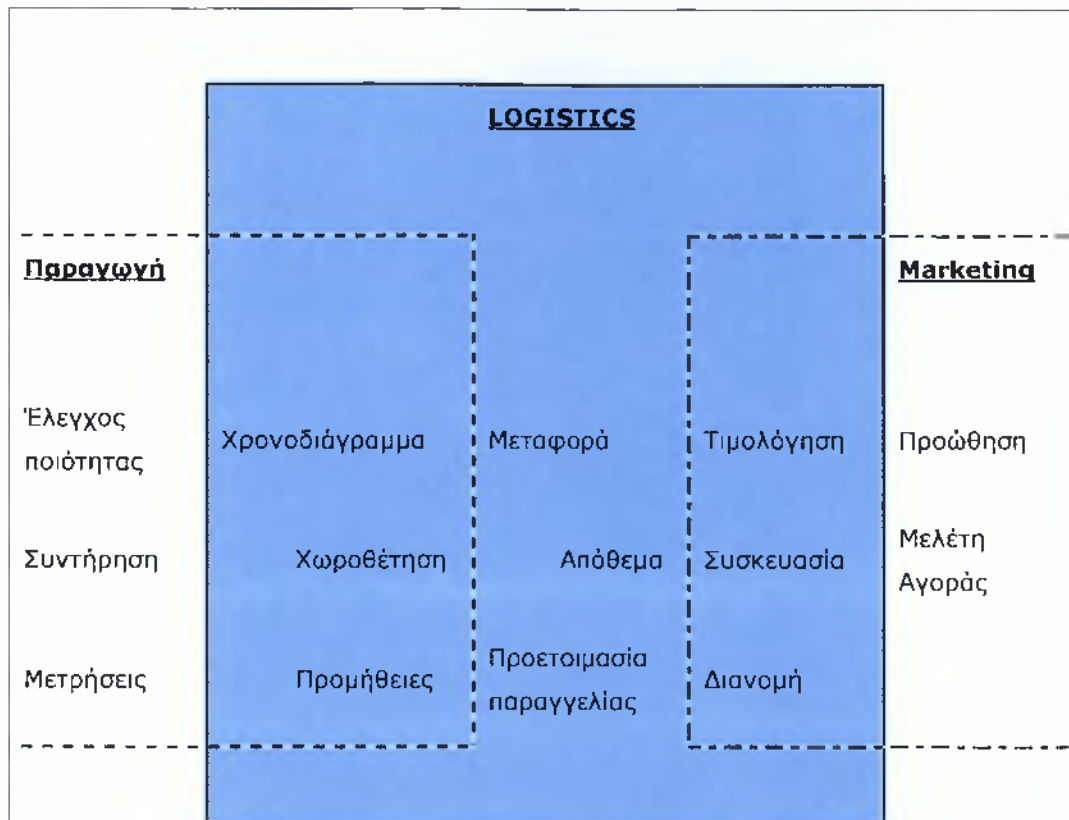 LOGISTICS
Παραγωγή
Marketing
Έλεγχος
ποιότητας
Χρονοδιάγραμμα
Μεταφορά
Τιμολόγηση
Προώθηση
Συντήρηση
Χωροθέτηση
Απόθεμα
Συσκευασία
Μελέτη
Αγοράς
Μετρήσεις
Προμήθειες
Προετοιμασία
παραγγελίας
Διανομή